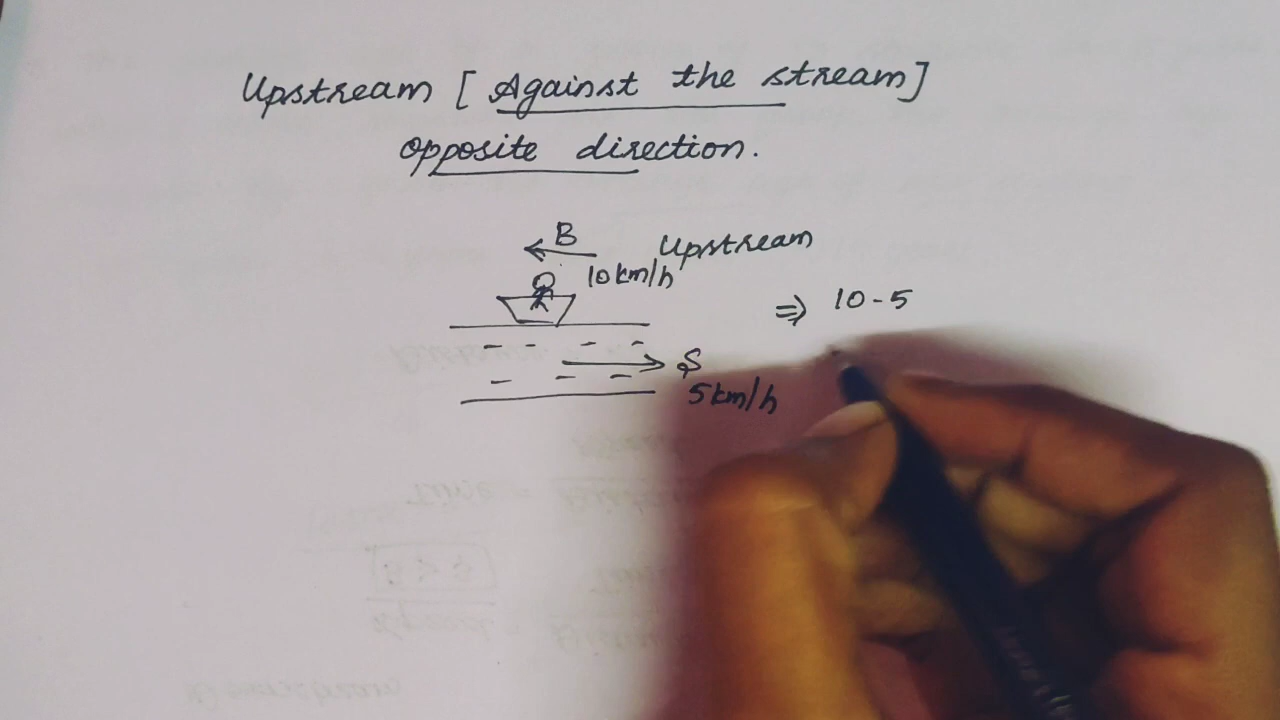 Upstream [Against the stream]
opposite direction.
B
Upstream
10km/h
⇒ 10-5
S
5km/h